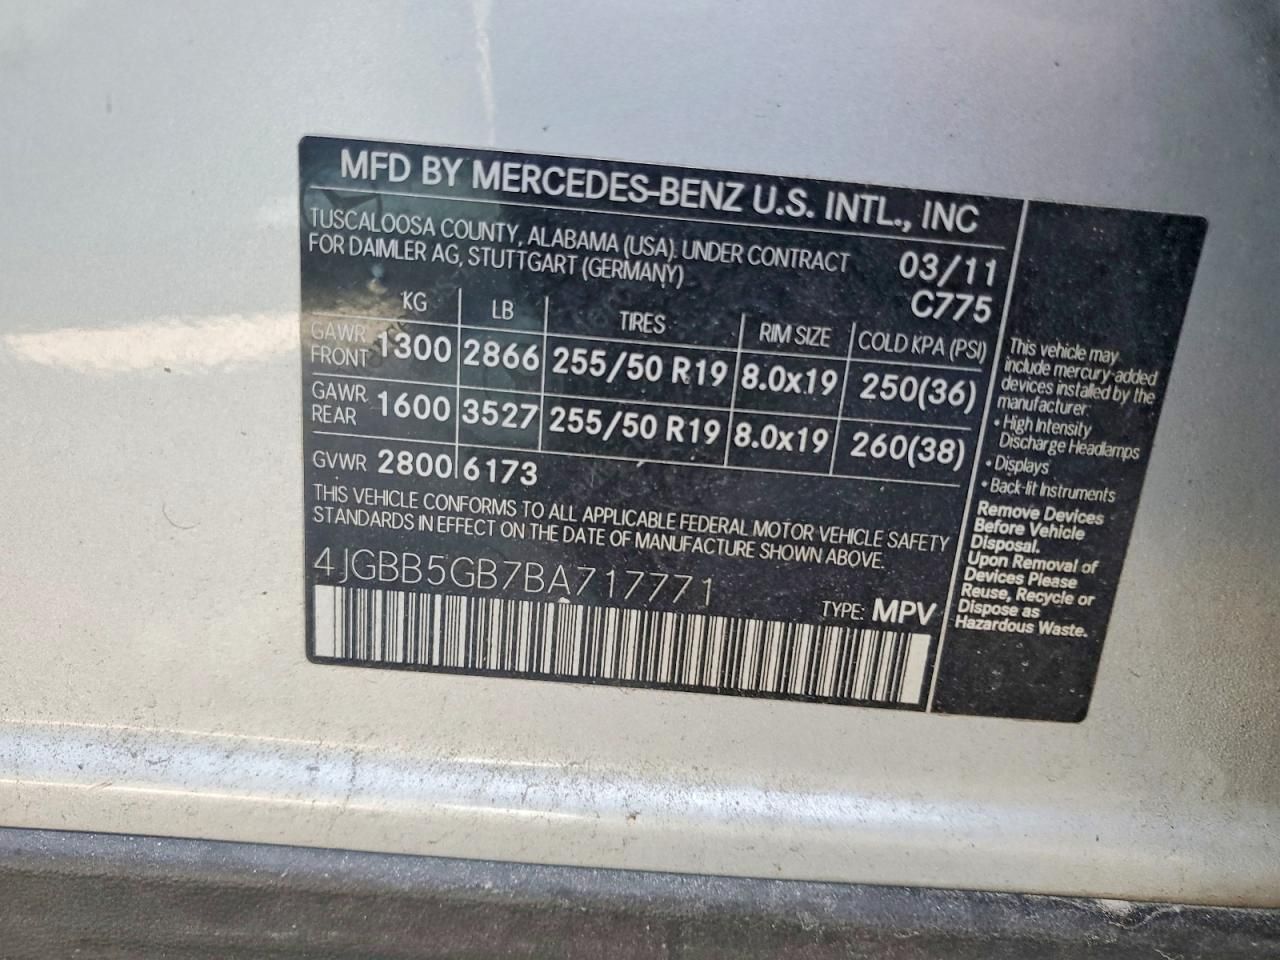 MFD BY MERCEDES-BENZ U.S. INTL., INC
TUSCALOOSA COUNTY, ALABAMA (USA). UNDER CONTRACT
FOR DAIMLER AG, STUTTGART (GERMANY)
03/11
C775
KG LB TIRES RIM SIZE COLD KPA (PSI)
GAWR FRONT 1300 2866 255/50 R19 8.0x19 250(36)
GAWR REAR 1600 3527 255/50 R19 8.0x19 260(38)
GVWR 2800 6173
THIS VEHICLE CONFORMS TO ALL APPLICABLE FEDERAL MOTOR VEHICLE SAFETY
STANDARDS IN EFFECT ON THE DATE OF MANUFACTURE SHOWN ABOVE.
4JGBB5GB7BA717771
TYPE: MPV
This vehicle may
include mercury-added
devices installed by the
manufacturer:
• High Intensity
Discharge Headlamps
• Displays
• Back-lit Instruments
Remove Devices
Before Vehicle
Disposal.
Upon Removal of
Devices Please
Reuse, Recycle or
Dispose as
Hazardous Waste.